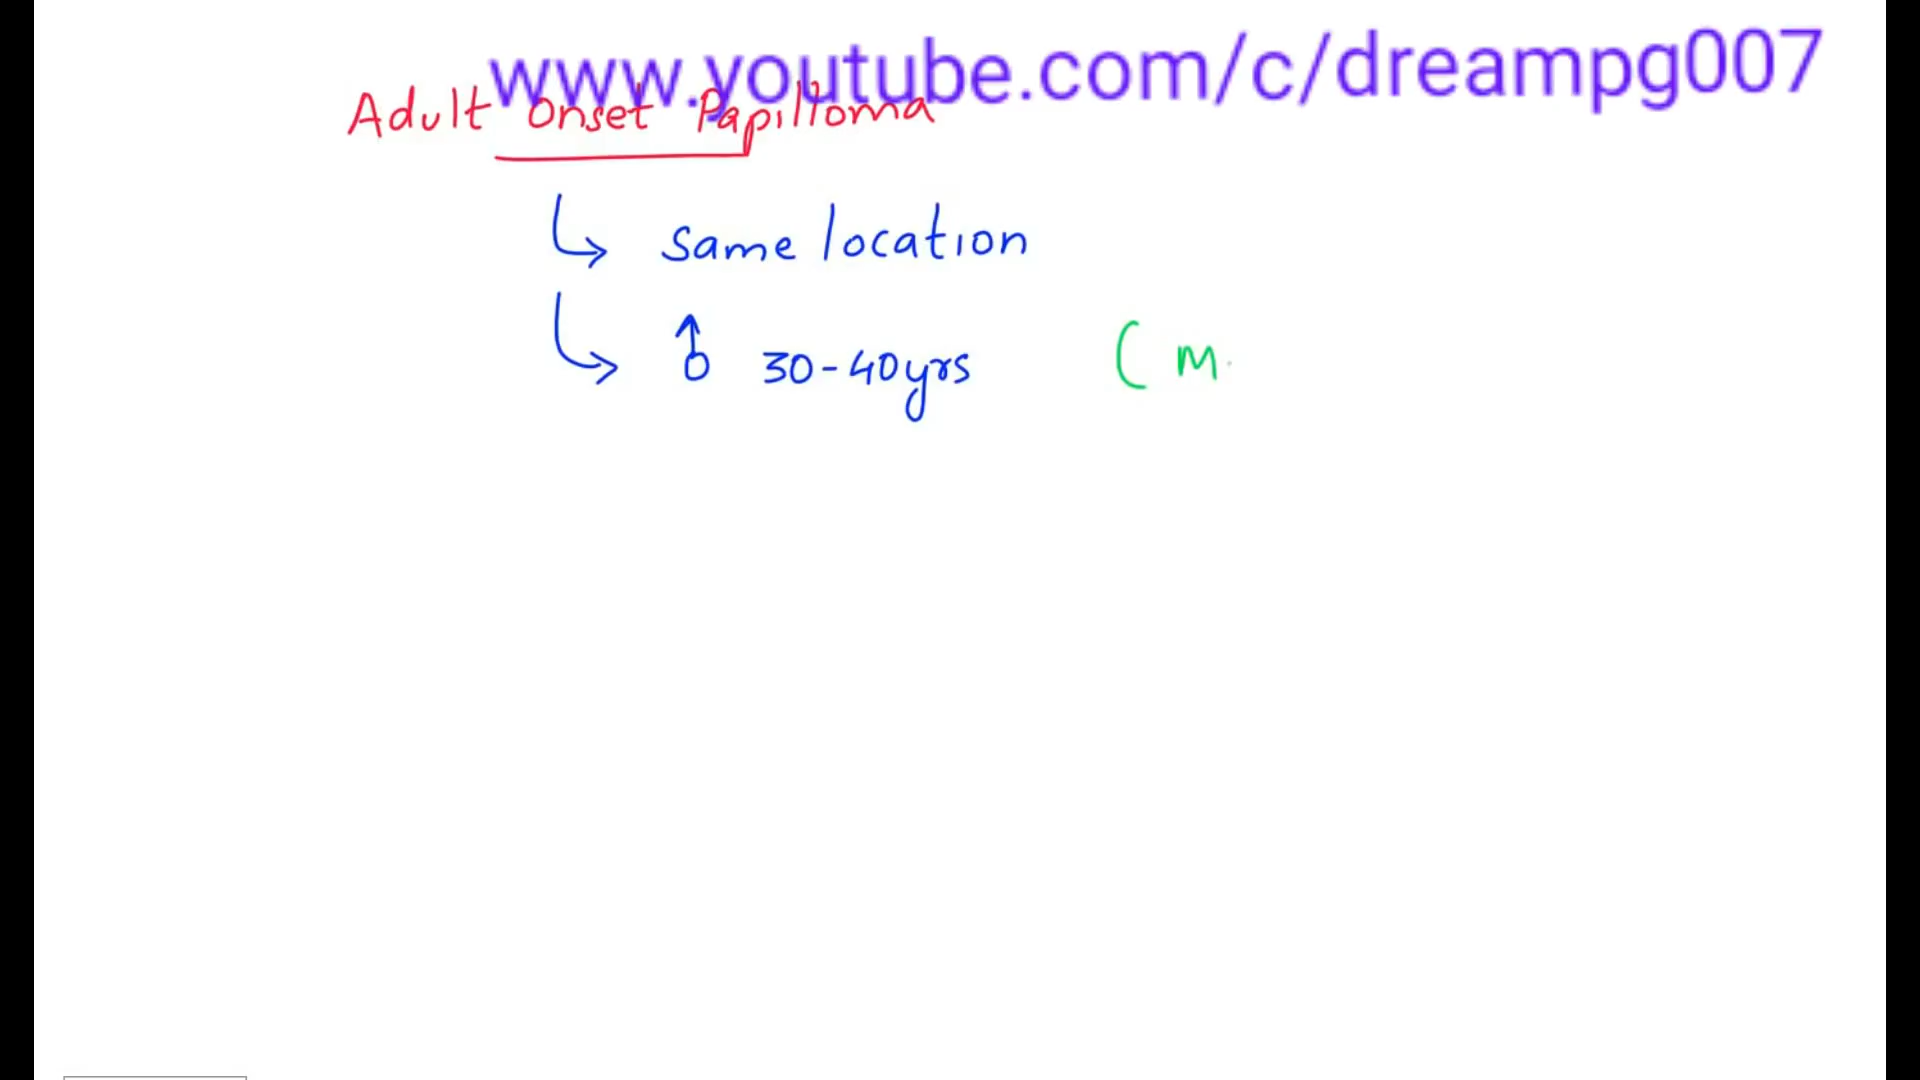 www.youtube.com/c/dreampg007
Adult Onset Papilloma
↳ same location
↳ ♂ 30-40yrs ( m.